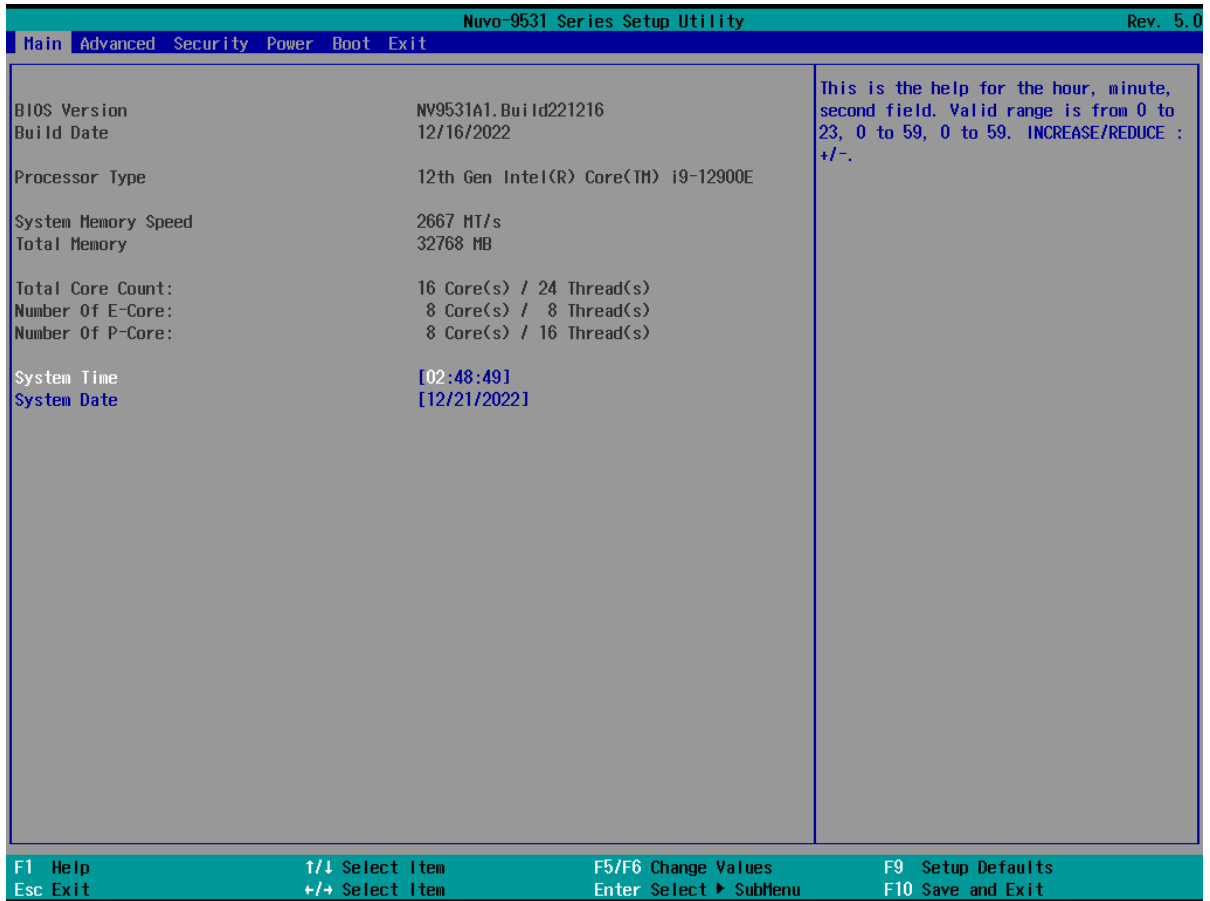 Nuvo-9531 Series Setup Utility Rev. 5.0
Main Advanced Security Power Boot Exit
BIOS Version NV9531A1.Build221216
Build Date 12/16/2022
Processor Type 12th Gen Intel(R) Core(TM) i9-12900E
System Memory Speed 2667 MT/s
Total Memory 32768 MB
Total Core Count: 16 Core(s) / 24 Thread(s)
Number Of E-Core: 8 Core(s) / 8 Thread(s)
Number Of P-Core: 8 Core(s) / 16 Thread(s)
System Time [02:48:49]
System Date [12/21/2022]
This is the help for the hour, minute,
second field. Valid range is from 0 to
23, 0 to 59, 0 to 59. INCREASE/REDUCE :
+/-.
F1 Help ↑/↓ Select Item F5/F6 Change Values F9 Setup Defaults
Esc Exit ←/→ Select Item Enter Select ▶ SubMenu F10 Save and Exit